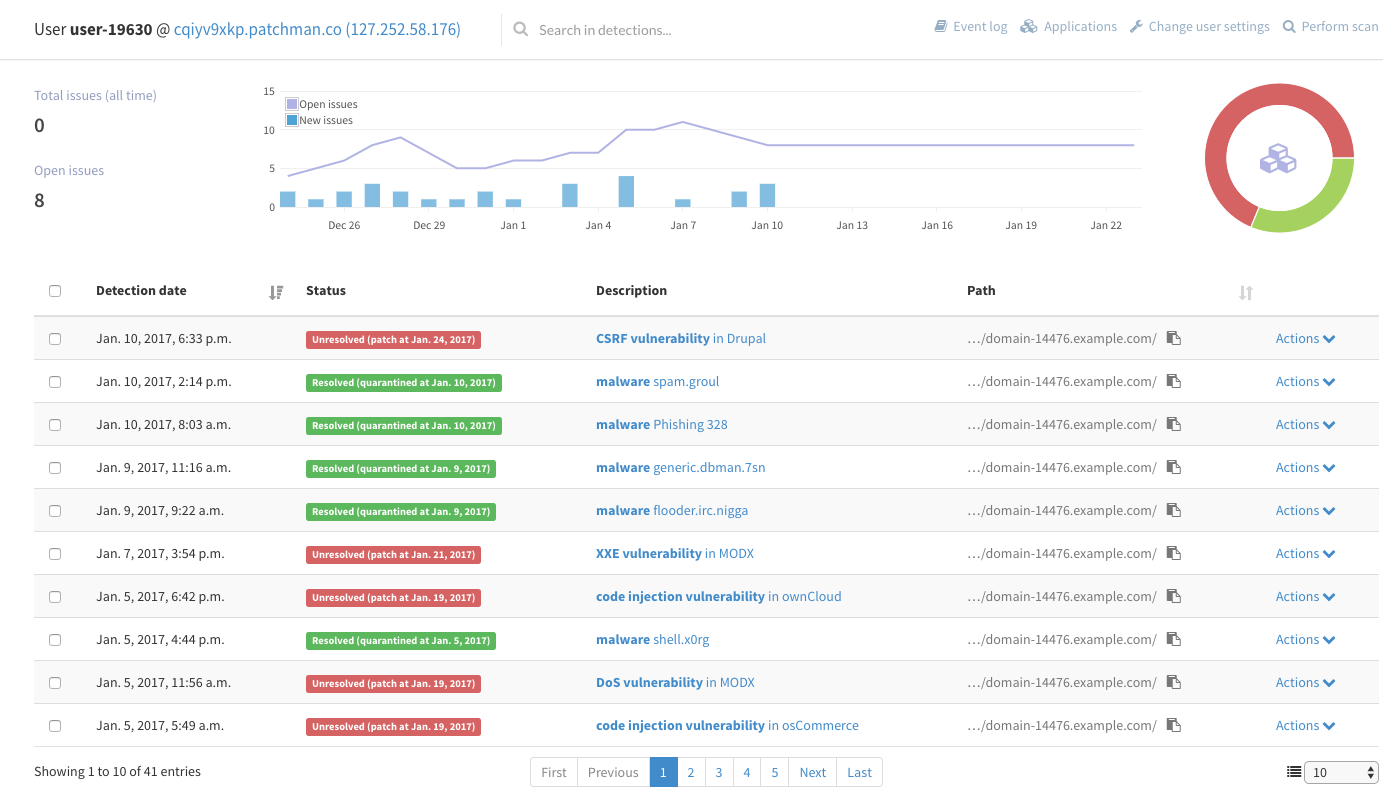 User user-19630 @ cqiyv9xkp.patchman.co (127.252.58.176)
Search in detections...
Event log Applications Change user settings Perform scan
Total issues (all time)
0
Open issues
8
15
10
5
0
Open issues
New issues
Dec 26 Dec 29 Jan 1 Jan 4 Jan 7 Jan 10 Jan 13 Jan 16 Jan 19 Jan 22
Detection date Status Description Path
Jan. 10, 2017, 6:33 p.m. Unresolved (patch at Jan. 24, 2017) CSRF vulnerability in Drupal …/domain-14476.example.com/ Actions
Jan. 10, 2017, 2:14 p.m. Resolved (quarantined at Jan. 10, 2017) malware spam.groul …/domain-14476.example.com/ Actions
Jan. 10, 2017, 8:03 a.m. Resolved (quarantined at Jan. 10, 2017) malware Phishing 328 …/domain-14476.example.com/ Actions
Jan. 9, 2017, 11:16 a.m. Resolved (quarantined at Jan. 9, 2017) malware generic.dbman.7sn …/domain-14476.example.com/ Actions
Jan. 9, 2017, 9:22 a.m. Resolved (quarantined at Jan. 9, 2017) malware flooder.irc.nigga …/domain-14476.example.com/ Actions
Jan. 7, 2017, 3:54 p.m. Unresolved (patch at Jan. 21, 2017) XXE vulnerability in MODX …/domain-14476.example.com/ Actions
Jan. 5, 2017, 6:42 p.m. Unresolved (patch at Jan. 19, 2017) code injection vulnerability in ownCloud …/domain-14476.example.com/ Actions
Jan. 5, 2017, 4:44 p.m. Resolved (quarantined at Jan. 5, 2017) malware shell.x0rg …/domain-14476.example.com/ Actions
Jan. 5, 2017, 11:56 a.m. Unresolved (patch at Jan. 19, 2017) DoS vulnerability in MODX …/domain-14476.example.com/ Actions
Jan. 5, 2017, 5:49 a.m. Unresolved (patch at Jan. 19, 2017) code injection vulnerability in osCommerce …/domain-14476.example.com/ Actions
Showing 1 to 10 of 41 entries First Previous 1 2 3 4 5 Next Last 10